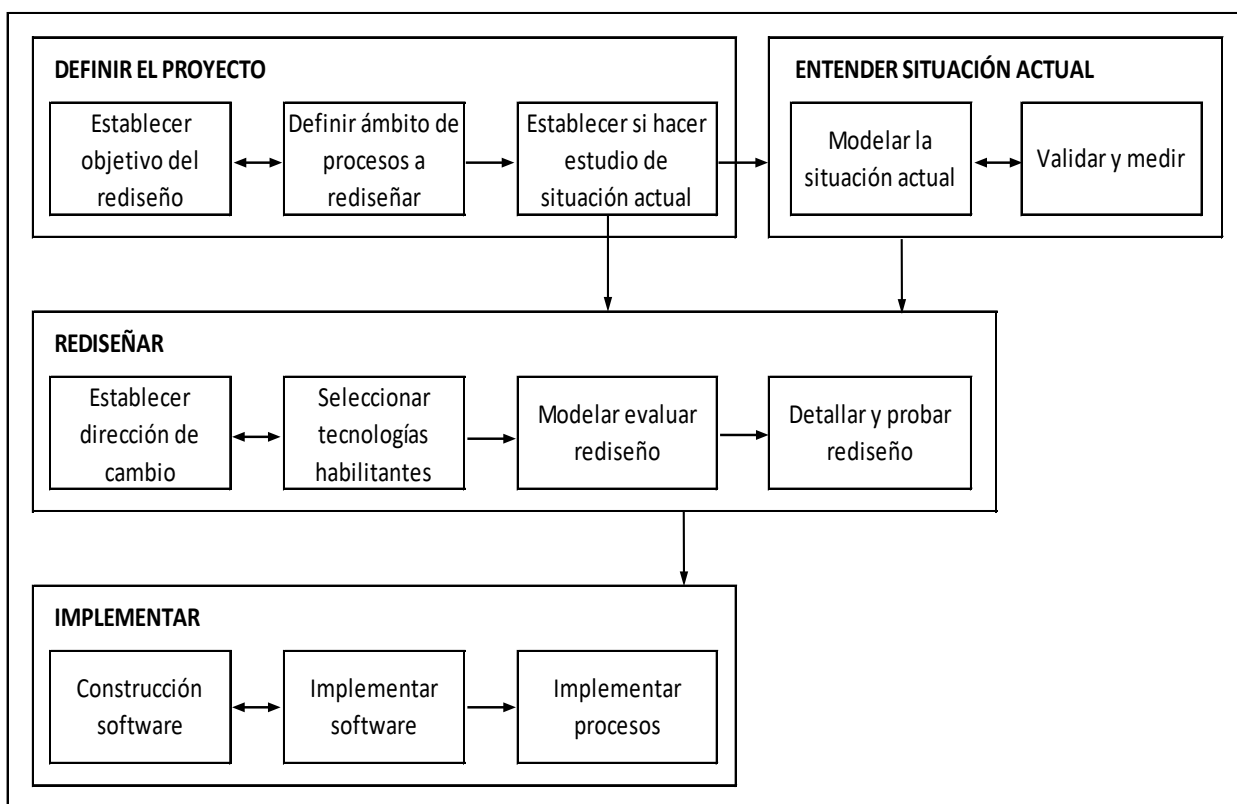 DEFINIR EL PROYECTO
Establecer
objetivo del
rediseño
Definir ámbito de
procesos a
rediseñar
Establecer si hacer
estudio de
situación actual
ENTENDER SITUACIÓN ACTUAL
Modelar la
situación actual
Validar y medir
REDISEÑAR
Establecer
dirección de
cambio
Seleccionar
tecnologías
habilitantes
Modelar evaluar
rediseño
Detallar y probar
rediseño
IMPLEMENTAR
Construcción
software
Implementar
software
Implementar
procesos